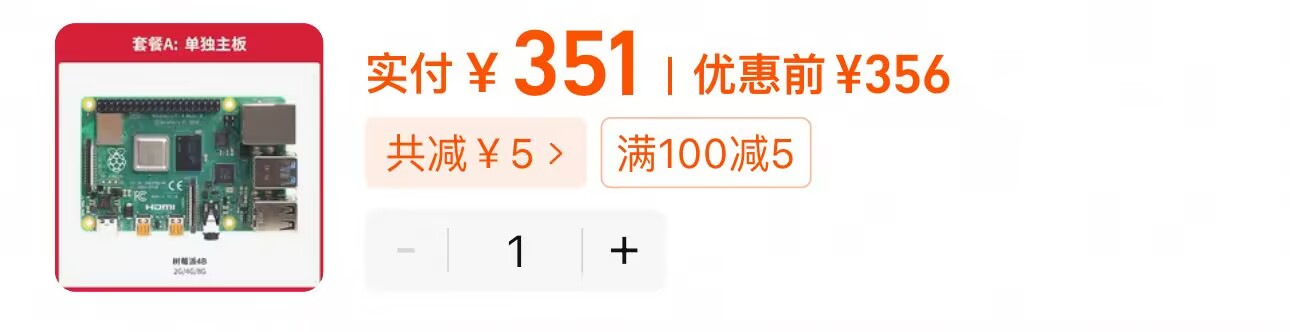 套餐A: 单独主板
HDMI
树莓派4B
2G/4G/8G
实付 ¥ 351 | 优惠前 ¥356
共减 ¥ 5 >
满100减5
- 1 +